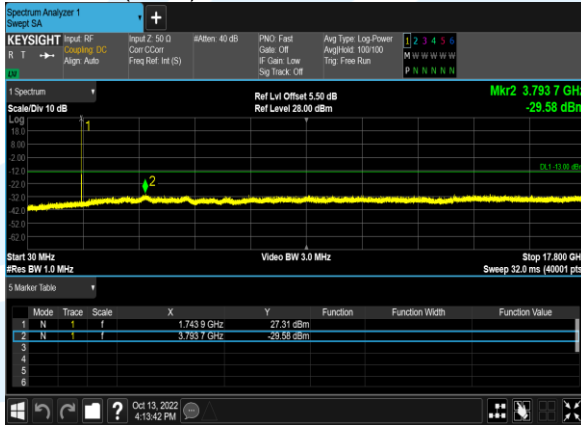 Spectrum Analyzer 1
Swept SA
+
KEYSIGHT Input: RF Input Z: 50 Ω #Atten: 40 dB PNO: Fast Avg Type: Log-Power 1 2 3 4 5 6
R T Coupling: DC Corr CCorr Gate: Off Avg|Hold: 100/100 M W W W W W
Align: Auto Freq Ref: Int (S) IF Gain: Low Trig: Free Run
LW Sig Track: Off P N N N N N
1 Spectrum Ref Lvl Offset 5.50 dB Mkr2 3.793 7 GHz
Scale/Div 10 dB Ref Level 28.00 dBm -29.58 dBm
Log
18.0
8.00
-2.00
-12.0
-22.0
-32.0
-42.0
-52.0
-62.0
1
2
DL1 -13.00 dBm
Start 30 MHz Video BW 3.0 MHz Stop 17.800 GHz
#Res BW 1.0 MHz Sweep 32.0 ms (40001 pts
5 Marker Table
Mode Trace Scale X Y Function Function Width Function Value
1 N 1 f 1.743 9 GHz 27.31 dBm
2 N 1 f 3.793 7 GHz -29.58 dBm
3
4
5
6
? Oct 13, 2022
4:13:42 PM